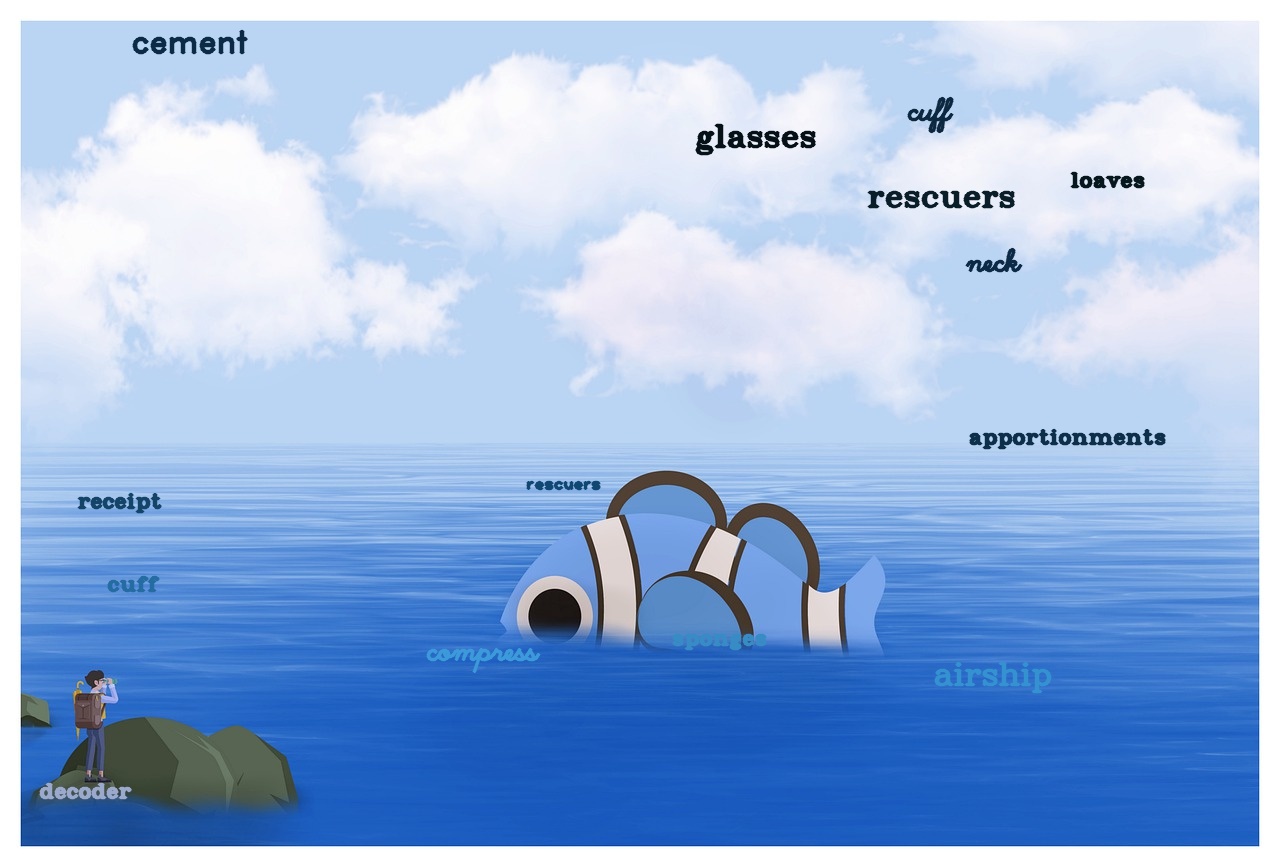 cement
cuff
glasses
loaves
rescuers
neck
apportionments
rescuers
receipt
cuff
sponges
compress
airship
decoder